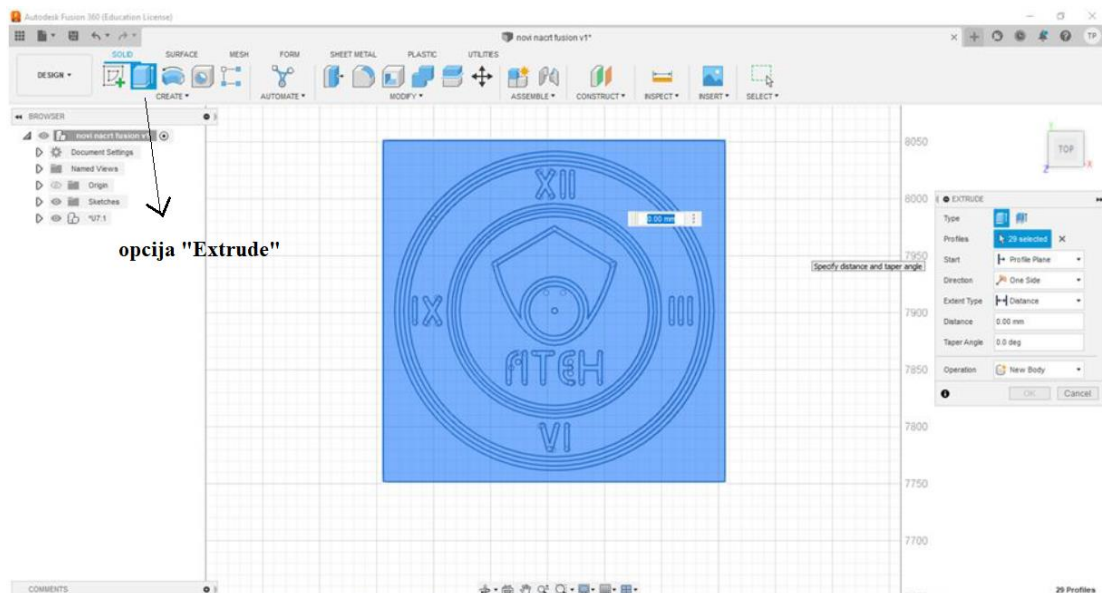 Autodesk Fusion 360 (Education License)
novi nacrt fusion v1*
TP
DESIGN
SOLID
SURFACE
MESH
FORM
SHEET METAL
PLASTIC
UTILITIES
CREATE
AUTOMATE
MODIFY
ASSEMBLE
CONSTRUCT
INSPECT
INSERT
SELECT
BROWSER
novi nacrt fusion v1
Document Settings
Named Views
Origin
Sketches
opcija "Extrude"
XII
IX
III
VI
0.00 mm
Specify distance and taper angle
8050
8000
7950
7900
7850
7800
7750
7700
TOP
X
Z
EXTRUDE
Type
Profiles
29 selected
Start
Profile Plane
Direction
One Side
Extent Type
Distance
Distance
0.00 mm
Taper Angle
0.0 deg
Operation
New Body
OK
Cancel
COMMENTS
29 Profiles